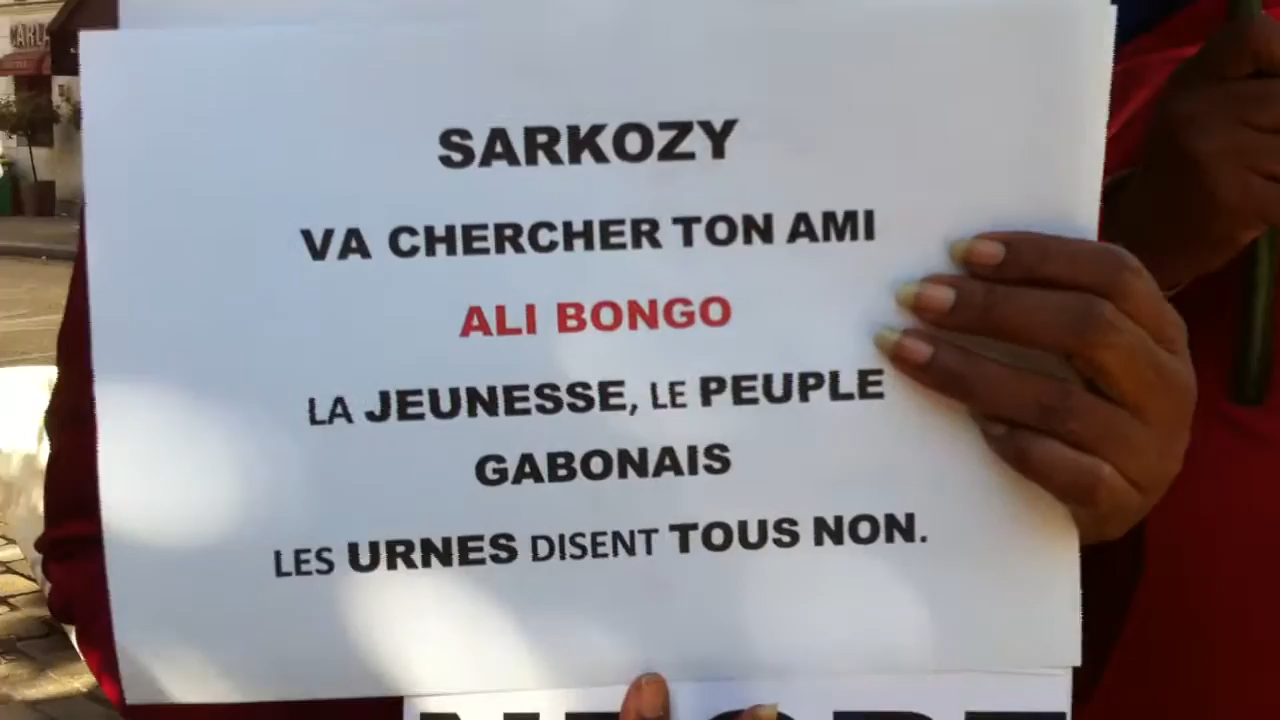 SARKOZY
VA CHERCHER TON AMI
ALI BONGO
LA JEUNESSE, LE PEUPLE
GABONAIS
LES URNES DISENT TOUS NON.